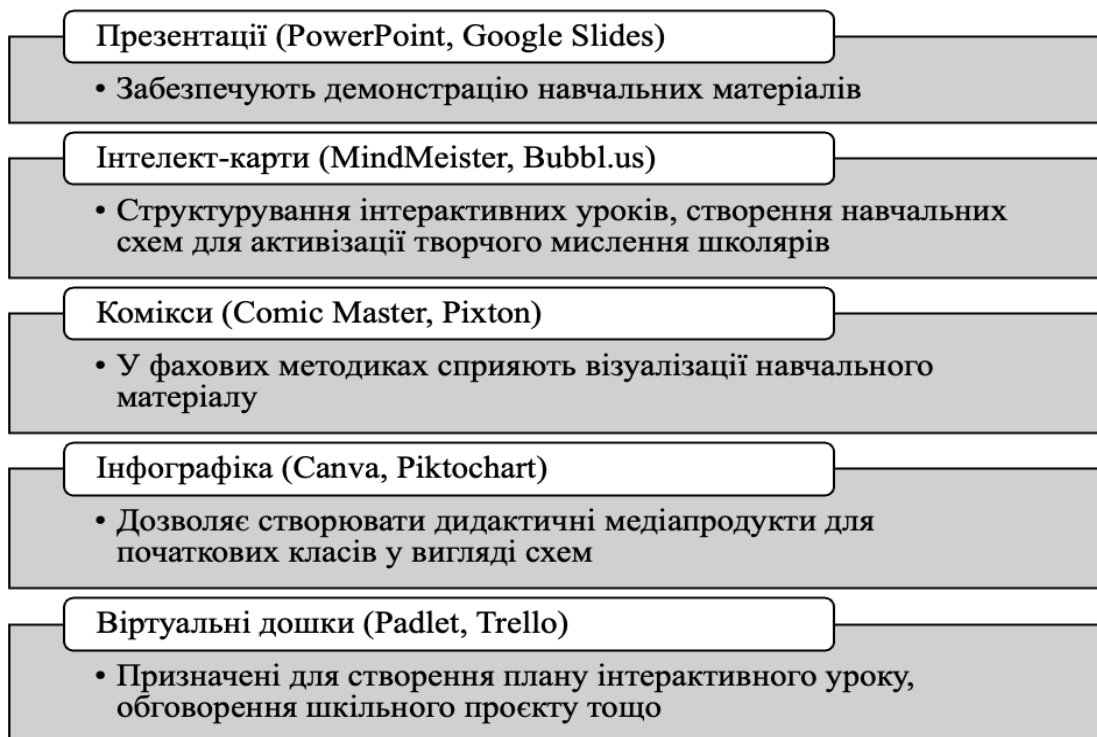 Презентації (PowerPoint, Google Slides)
• Забезпечують демонстрацію навчальних матеріалів
Інтелект-карти (MindMeister, Bubbl.us)
• Структурування інтерактивних уроків, створення навчальних
схем для активізації творчого мислення школярів
Комікси (Comic Master, Pixton)
• У фахових методиках сприяють візуалізації навчального
матеріалу
Інфографіка (Canva, Piktochart)
• Дозволяє створювати дидактичні медіапродукти для
початкових класів у вигляді схем
Віртуальні дошки (Padlet, Trello)
• Призначені для створення плану інтерактивного уроку,
обговорення шкільного проєкту тощо